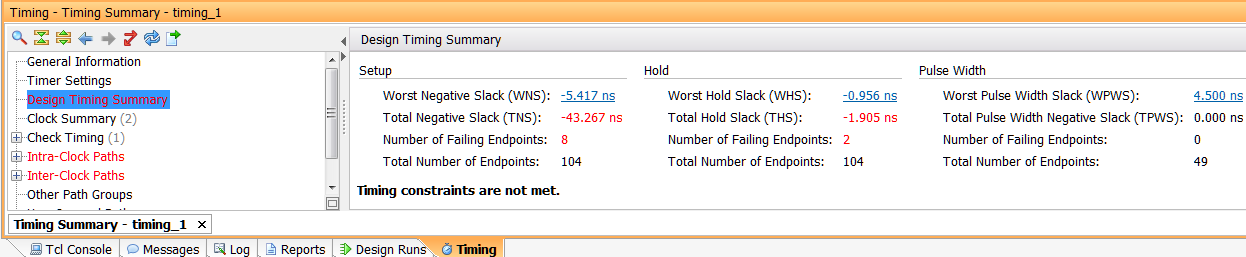 Timing - Timing Summary - timing_1
General Information
Timer Settings
Design Timing Summary
Clock Summary (2)
Check Timing (1)
Intra-Clock Paths
Inter-Clock Paths
Other Path Groups
Design Timing Summary
Setup
Worst Negative Slack (WNS): -5.417 ns
Total Negative Slack (TNS): -43.267 ns
Number of Failing Endpoints: 8
Total Number of Endpoints: 104
Hold
Worst Hold Slack (WHS): -0.956 ns
Total Hold Slack (THS): -1.905 ns
Number of Failing Endpoints: 2
Total Number of Endpoints: 104
Pulse Width
Worst Pulse Width Slack (WPWS): 4.500 ns
Total Pulse Width Negative Slack (TPWS): 0.000 ns
Number of Failing Endpoints: 0
Total Number of Endpoints: 49
Timing constraints are not met.
Timing Summary - timing_1
Tcl Console Messages Log Reports Design Runs Timing